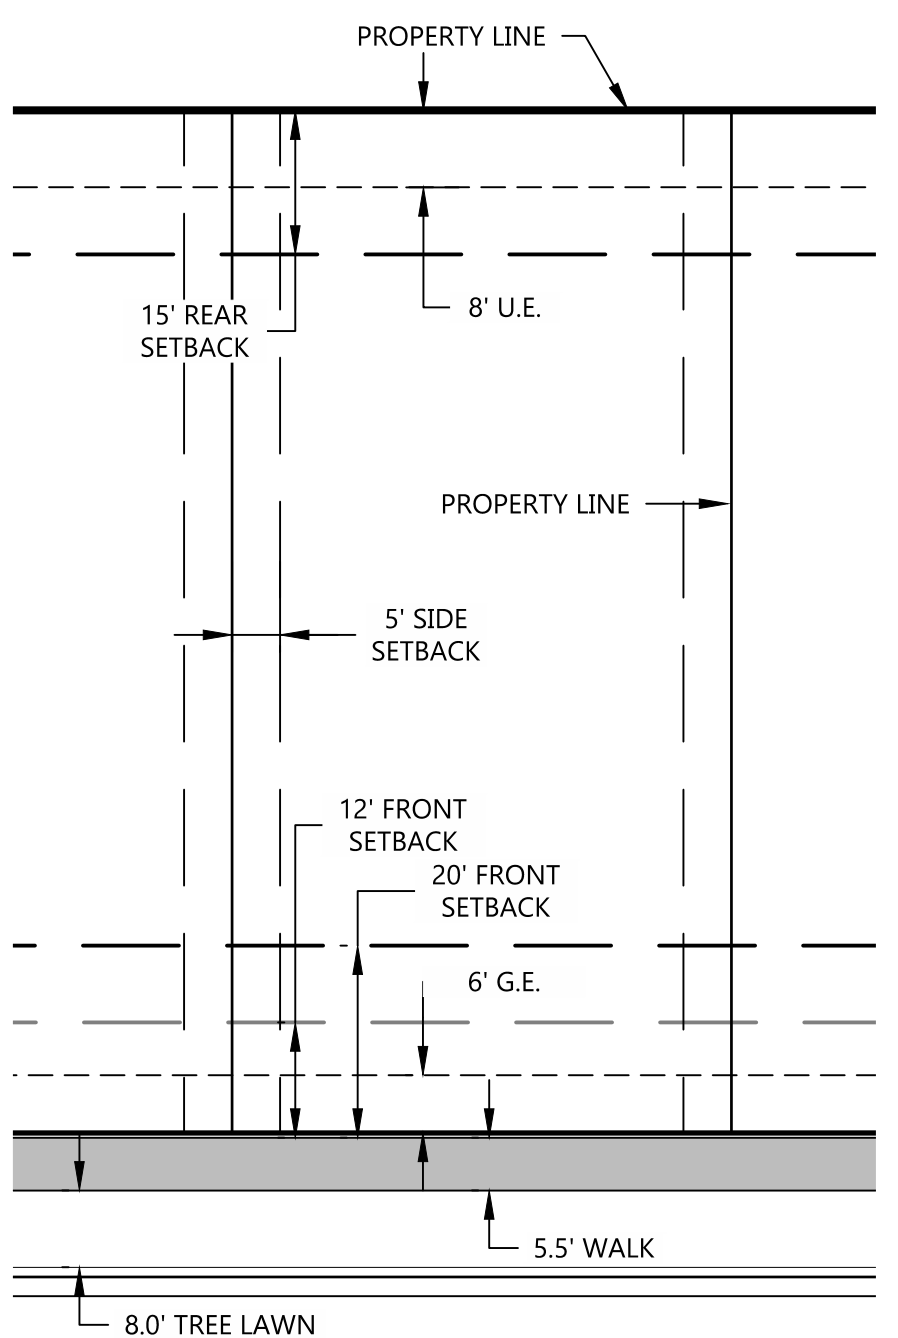 PROPERTY LINE
8' U.E.
15' REAR
SETBACK
PROPERTY LINE
5' SIDE
SETBACK
12' FRONT
SETBACK
20' FRONT
SETBACK
6' G.E.
5.5' WALK
8.0' TREE LAWN